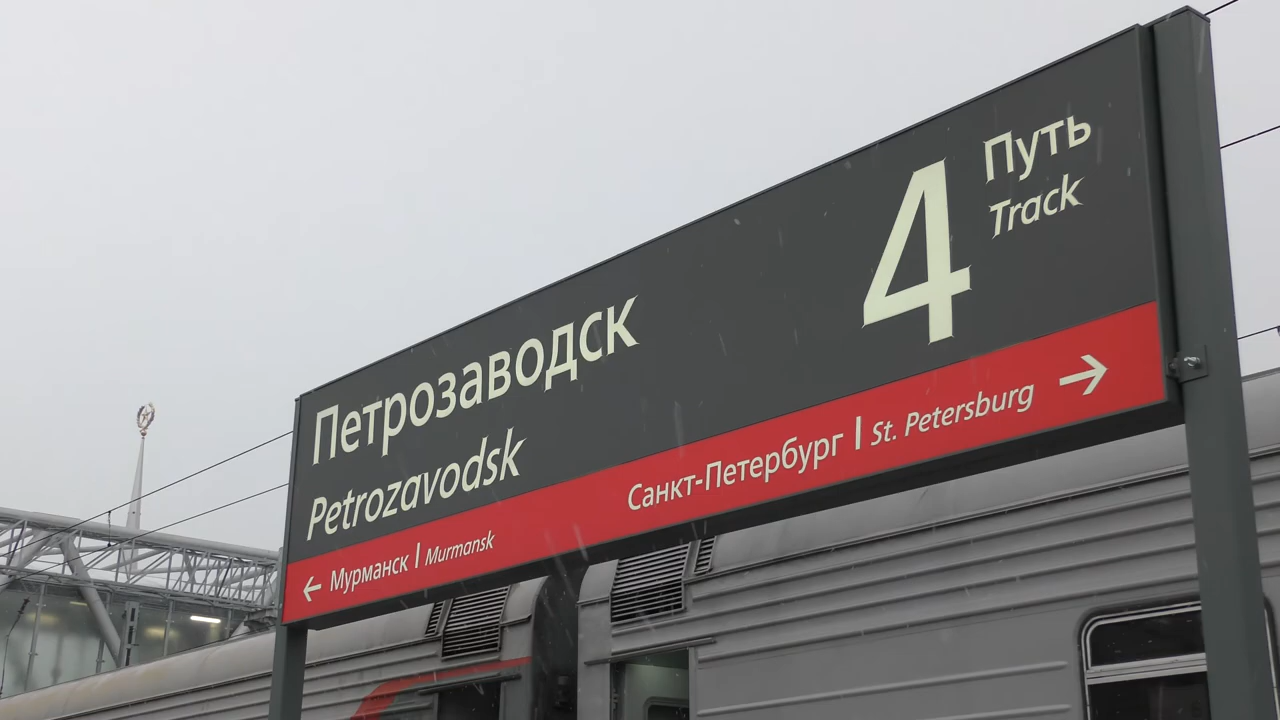 Петрозаводск
Petrozavodsk
4
Путь
Track
← Мурманск | Murmansk
Санкт-Петербург | St. Petersburg →